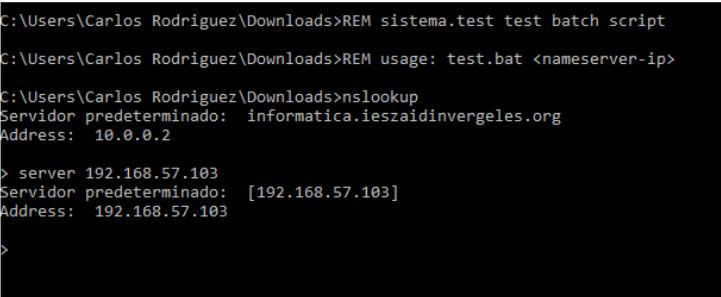 C:\Users\Carlos Rodriguez\Downloads>REM sistema.test test batch script
C:\Users\Carlos Rodriguez\Downloads>REM usage: test.bat <nameserver-ip>
C:\Users\Carlos Rodriguez\Downloads>nslookup
Servidor predeterminado:  informatica.ieszaidinvergeles.org
Address:  10.0.0.2
> server 192.168.57.103
Servidor predeterminado:  [192.168.57.103]
Address:  192.168.57.103
>